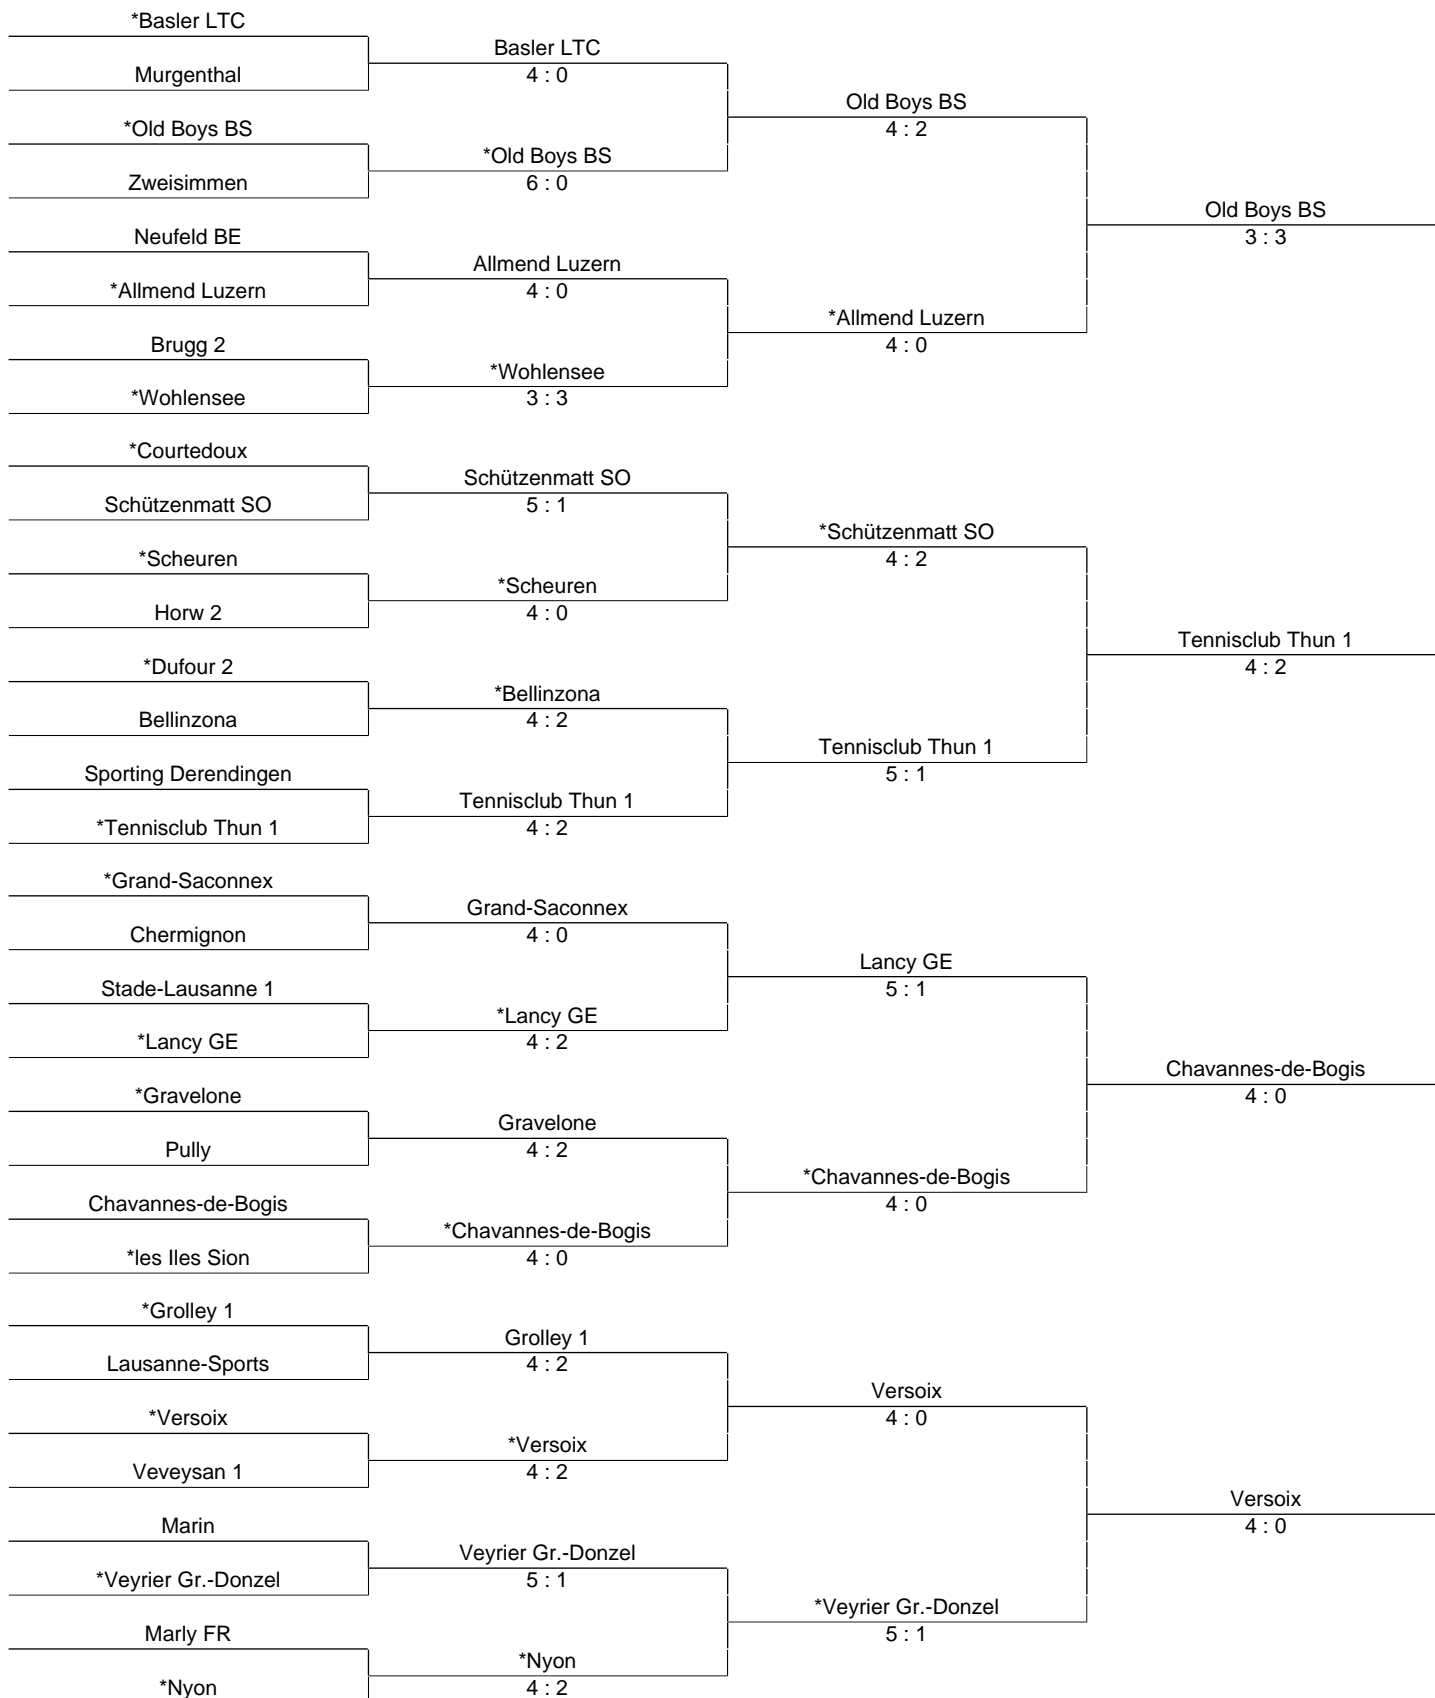 *Basler LTC
Murgenthal
*Old Boys BS
Zweisimmen
Neufeld BE
*Allmend Luzern
Brugg 2
*Wohlensee
*Courtedoux
Schützenmatt SO
*Scheuren
Horw 2
*Dufour 2
Bellinzona
Sporting Derendingen
*Tennisclub Thun 1
*Grand-Saconnex
Chermignon
Stade-Lausanne 1
*Lancy GE
*Gravelone
Pully
Chavannes-de-Bogis
*les Iles Sion
*Grolley 1
Lausanne-Sports
*Versoix
Veveysan 1
Marin
*Veyrier Gr.-Donzel
Marly FR
*Nyon
Basler LTC
4 : 0
*Old Boys BS
6 : 0
Allmend Luzern
4 : 0
*Wohlensee
3 : 3
Schützenmatt SO
5 : 1
*Scheuren
4 : 0
*Bellinzona
4 : 2
Tennisclub Thun 1
4 : 2
Grand-Saconnex
4 : 0
*Lancy GE
4 : 2
Gravelone
4 : 2
*Chavannes-de-Bogis
4 : 0
Grolley 1
4 : 2
*Versoix
4 : 2
Veyrier Gr.-Donzel
5 : 1
*Nyon
4 : 2
Old Boys BS
4 : 2
*Allmend Luzern
4 : 0
*Schützenmatt SO
4 : 2
Tennisclub Thun 1
5 : 1
Lancy GE
5 : 1
*Chavannes-de-Bogis
4 : 0
Versoix
4 : 0
*Veyrier Gr.-Donzel
5 : 1
Old Boys BS
3 : 3
Tennisclub Thun 1
4 : 2
Chavannes-de-Bogis
4 : 0
Versoix
4 : 0